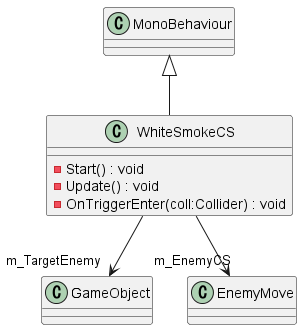 C MonoBehaviour
C WhiteSmokeCS
Start() : void
Update() : void
OnTriggerEnter(coll:Collider) : void
m_TargetEnemy m_EnemyCS
C GameObject C EnemyMove